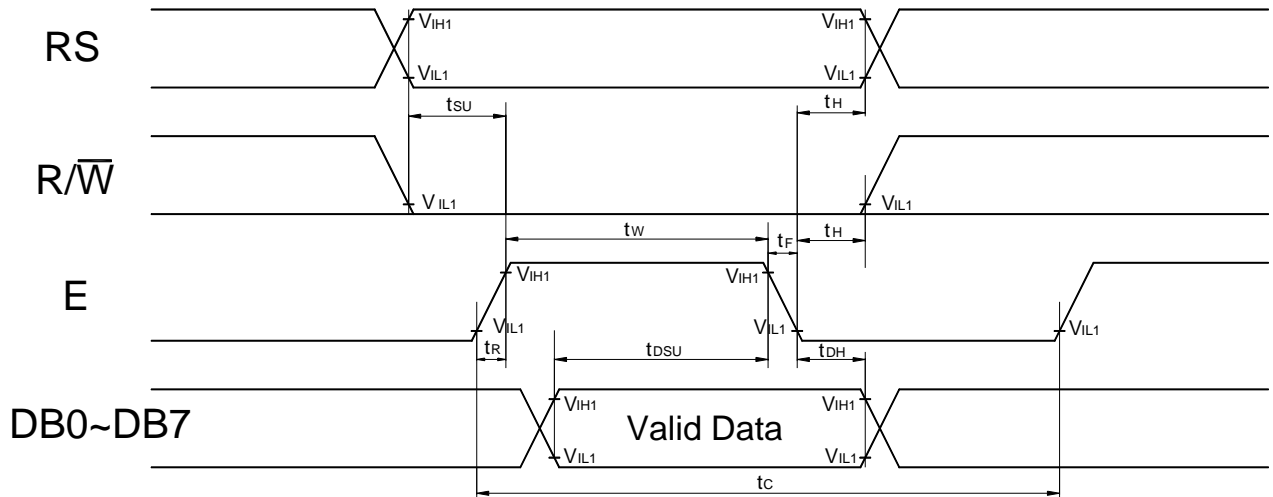 RS
VIH1
VIL1
VIH1
VIL1
tSU
tH
R/W̅
VIL1
VIL1
tW
tF
tH
E
VIH1
VIL1
VIH1
VIL1
VIL1
tR
tDSU
tDH
DB0~DB7
VIH1
VIL1
Valid Data
VIH1
VIL1
tC